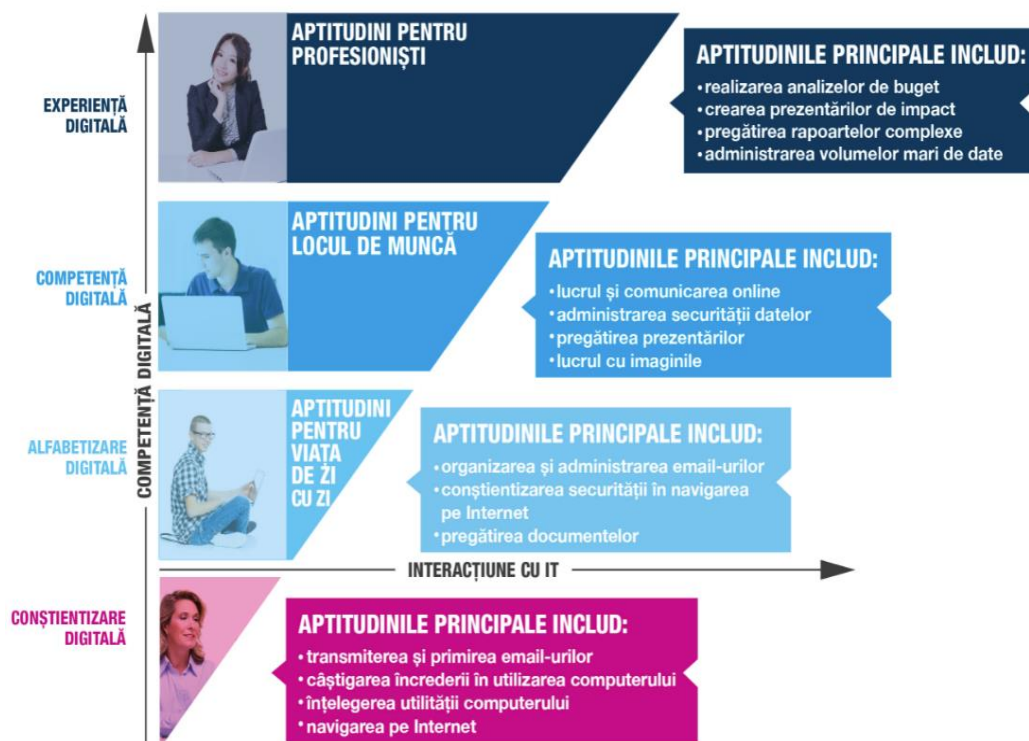 EXPERIENȚĂ
DIGITALĂ
APTITUDINI PENTRU
PROFESIONIȘTI
APTITUDINILE PRINCIPALE INCLUD:
• realizarea analizelor de buget
• crearea prezentărilor de impact
• pregătirea rapoartelor complexe
• administrarea volumelor mari de date
COMPETENȚĂ
DIGITALĂ
APTITUDINI PENTRU
LOCUL DE MUNCĂ
APTITUDINILE PRINCIPALE INCLUD:
• lucrul și comunicarea online
• administrarea securității datelor
• pregătirea prezentărilor
• lucrul cu imaginile
COMPETENȚĂ DIGITALĂ
ALFABETIZARE
DIGITALĂ
APTITUDINI
PENTRU
VIAȚA
DE ZI
CU ZI
APTITUDINILE PRINCIPALE INCLUD:
• organizarea și administrarea email-urilor
• conștientizarea securității în navigarea
pe Internet
• pregătirea documentelor
INTERACȚIUNE CU IT
CONȘTIENTIZARE
DIGITALĂ
APTITUDINILE PRINCIPALE INCLUD:
• transmiterea și primirea email-urilor
• câștigarea încrederii în utilizarea computerului
• înțelegerea utilității computerului
• navigarea pe Internet